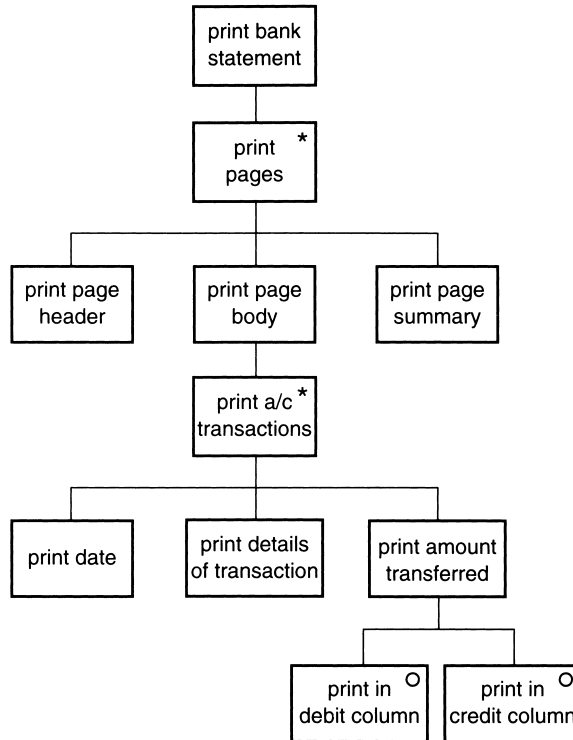 print bank
statement
print *
pages
print page
header
print page
body
print page
summary
print a/c *
transactions
print date
print details
of transaction
print amount
transferred
print in
debit column
print in
credit column